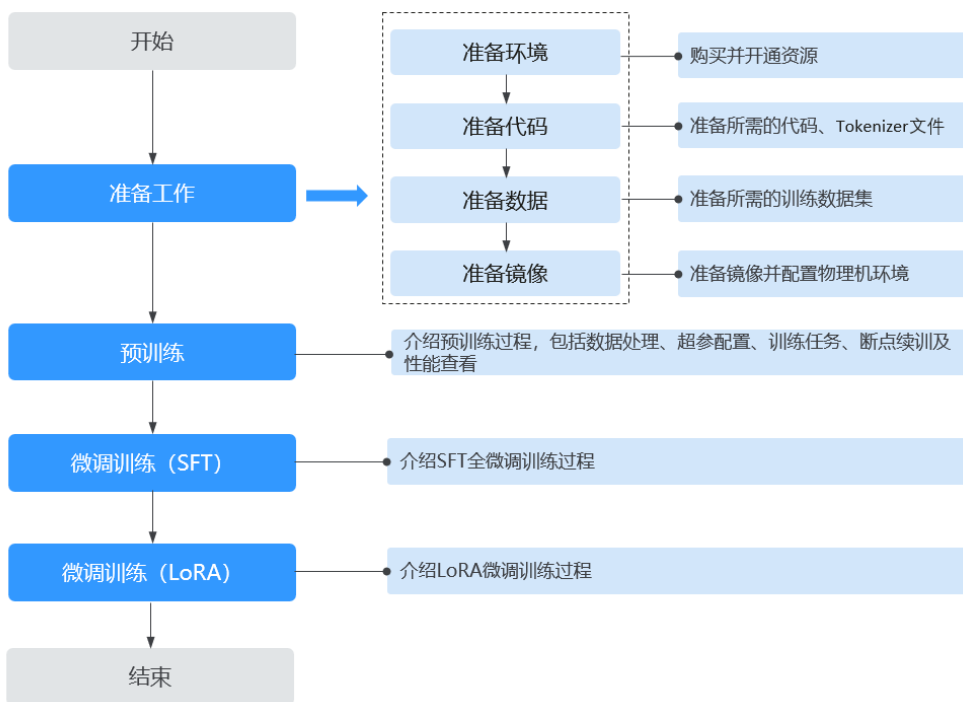 开始
准备工作
准备环境
购买并开通资源
准备代码
准备所需的代码、Tokenizer文件
准备数据
准备所需的训练数据集
准备镜像
准备镜像并配置物理机环境
预训练
介绍预训练过程，包括数据处理、超参配置、训练任务、断点续训及
性能查看
微调训练（SFT）
介绍SFT全微调训练过程
微调训练（LoRA）
介绍LoRA微调训练过程
结束